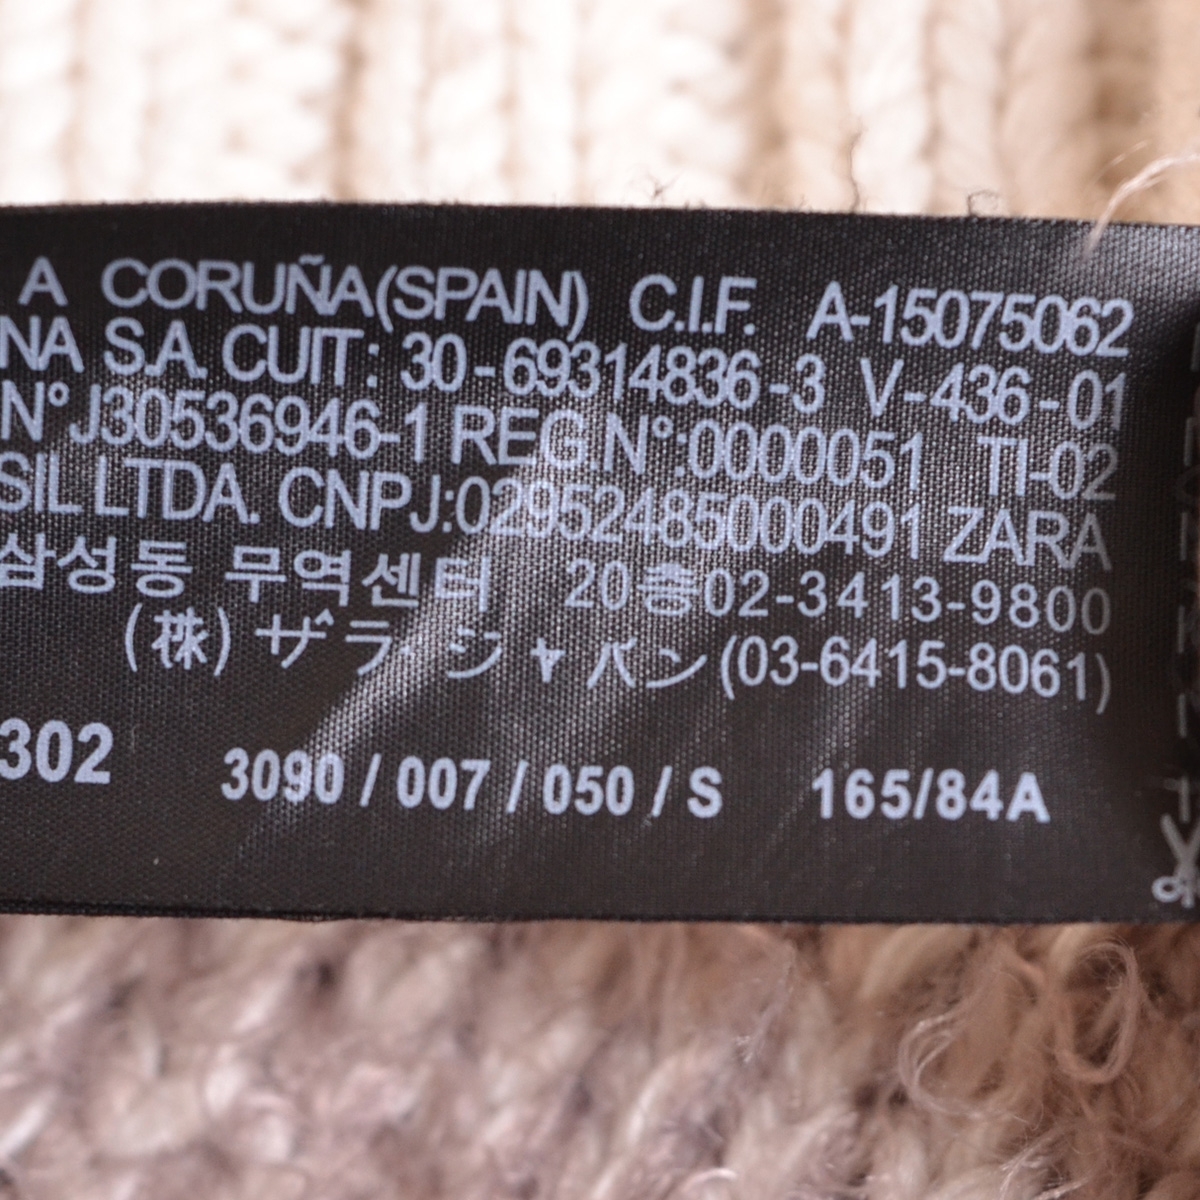 A CORUÑA(SPAIN) C.I.F. A-15075062
NA S.A. CUIT: 30-69314836-3 V-436-01
N° J30536946-1 REG.N°:0000051 TI-02
SIL LTDA. CNPJ:02952485000491 ZARA
삼성동 무역센터 20층02-3413-9800
(株) ザラ・ジャパン(03-6415-8061)
302 3090 / 007 / 050 / S 165/84A